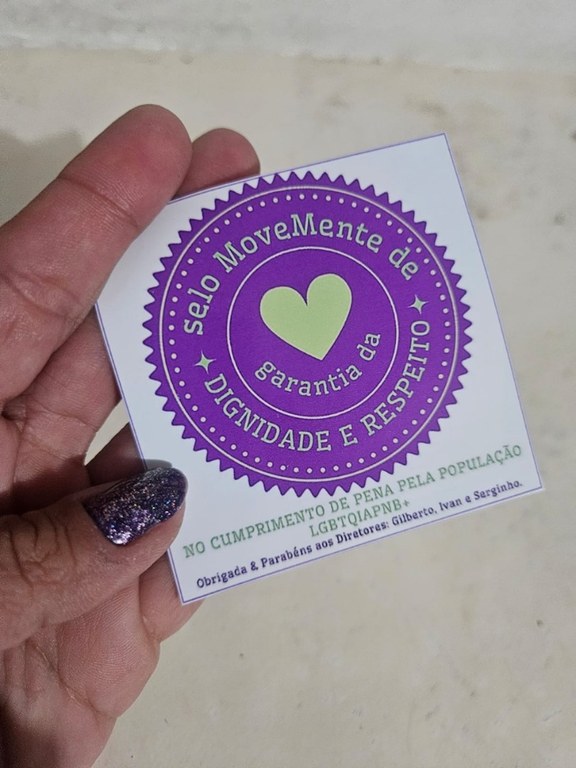 selo MoveMente de
garantia da
DIGNIDADE E RESPEITO
NO CUMPRIMENTO DE PENA PELA POPULAÇÃO
LGBTQIAPNB+
Obrigada & Parabéns aos Diretores: Gilberto, Ivan e Serginho.